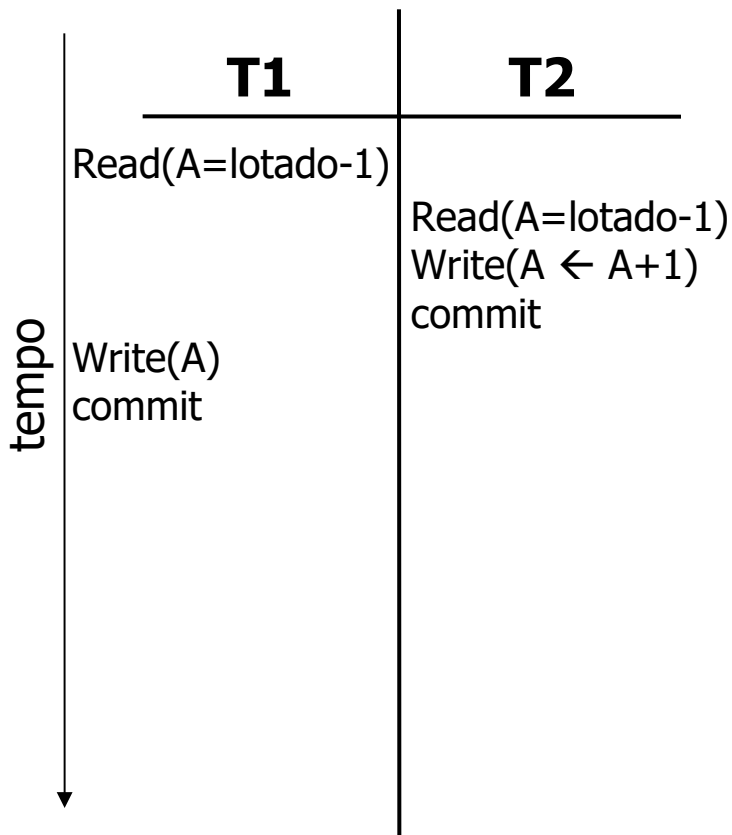 T1
T2
Read(A=lotado-1)
Read(A=lotado-1)
Write(A ← A+1)
commit
Write(A)
commit
tempo